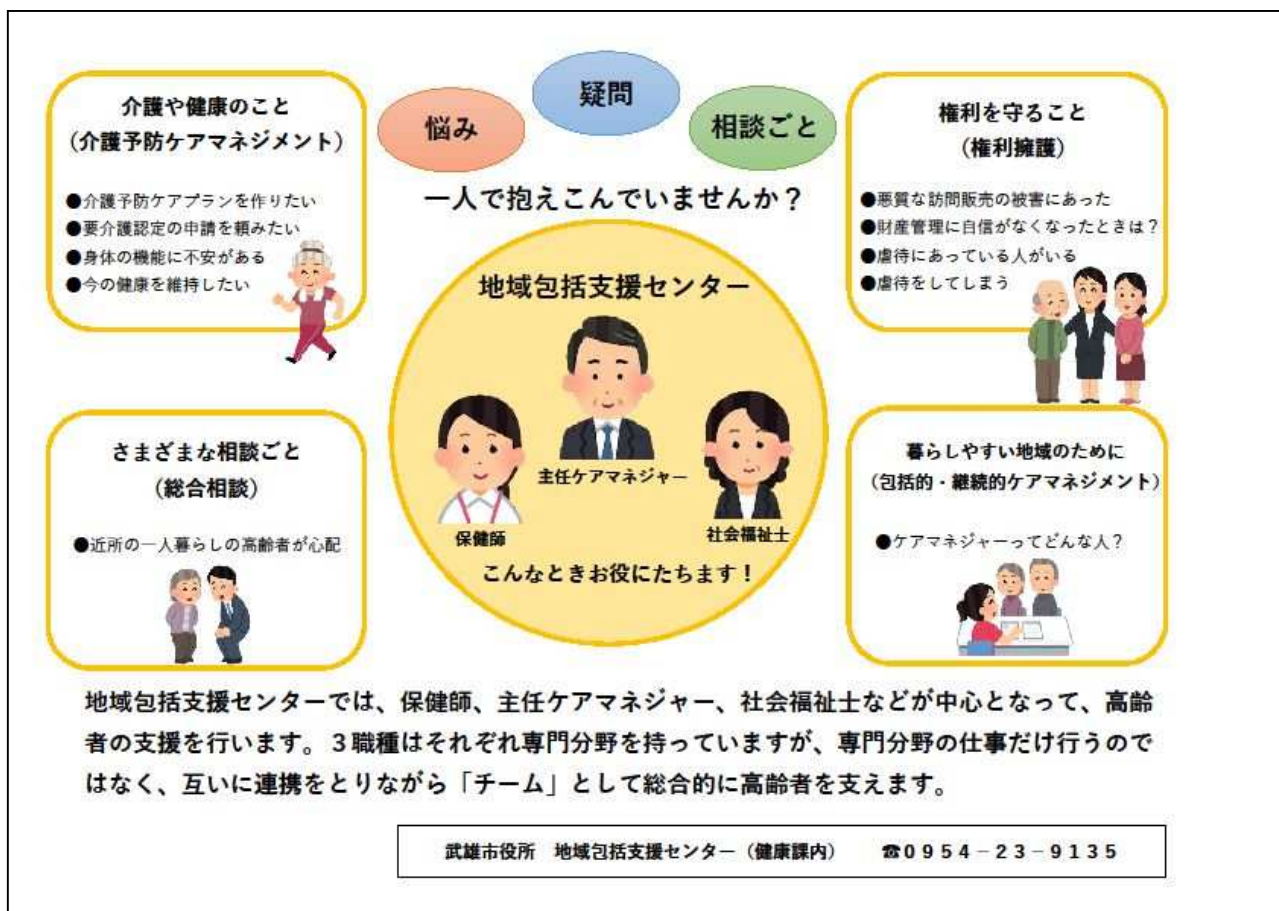 悩み
疑問
相談ごと
一人で抱えこんでいませんか？
介護や健康のこと
（介護予防ケアマネジメント）
●介護予防ケアプランを作りたい
●要介護認定の申請を頼みたい
●身体の機能に不安がある
●今の健康を維持したい
権利を守ること
（権利擁護）
●悪質な訪問販売の被害にあった
●財産管理に自信がなくなったときは？
●虐待にあっている人がいる
●虐待をしてしまう
地域包括支援センター
主任ケアマネジャー
保健師
社会福祉士
こんなときお役にたちます！
さまざまな相談ごと
（総合相談）
●近所の一人暮らしの高齢者が心配
暮らしやすい地域のために
（包括的・継続的ケアマネジメント）
●ケアマネジャーってどんな人？
地域包括支援センターでは、保健師、主任ケアマネジャー、社会福祉士などが中心となって、高齢
者の支援を行います。３職種はそれぞれ専門分野を持っていますが、専門分野の仕事だけ行うので
はなく、互いに連携をとりながら「チーム」として総合的に高齢者を支えます。
武雄市役所　地域包括支援センター（健康課内）　☎０９５４－２３－９１３５